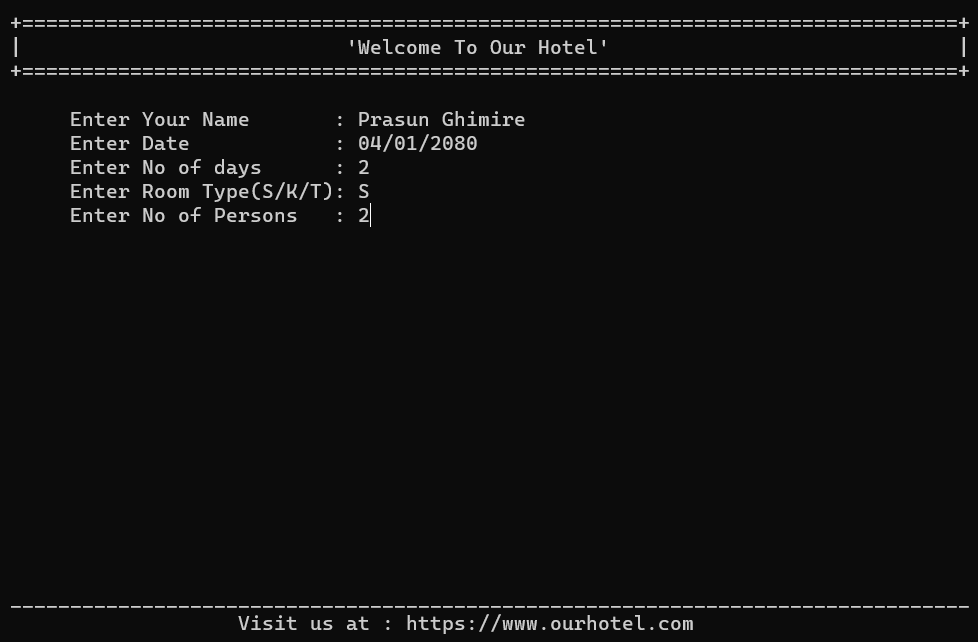 +==============================================================================+
|                           'Welcome To Our Hotel'                             |
+==============================================================================+
Enter Your Name       : Prasun Ghimire
Enter Date            : 04/01/2080
Enter No of days      : 2
Enter Room Type(S/K/T): S
Enter No of Persons   : 2
--------------------------------------------------------------------------------
Visit us at : https://www.ourhotel.com